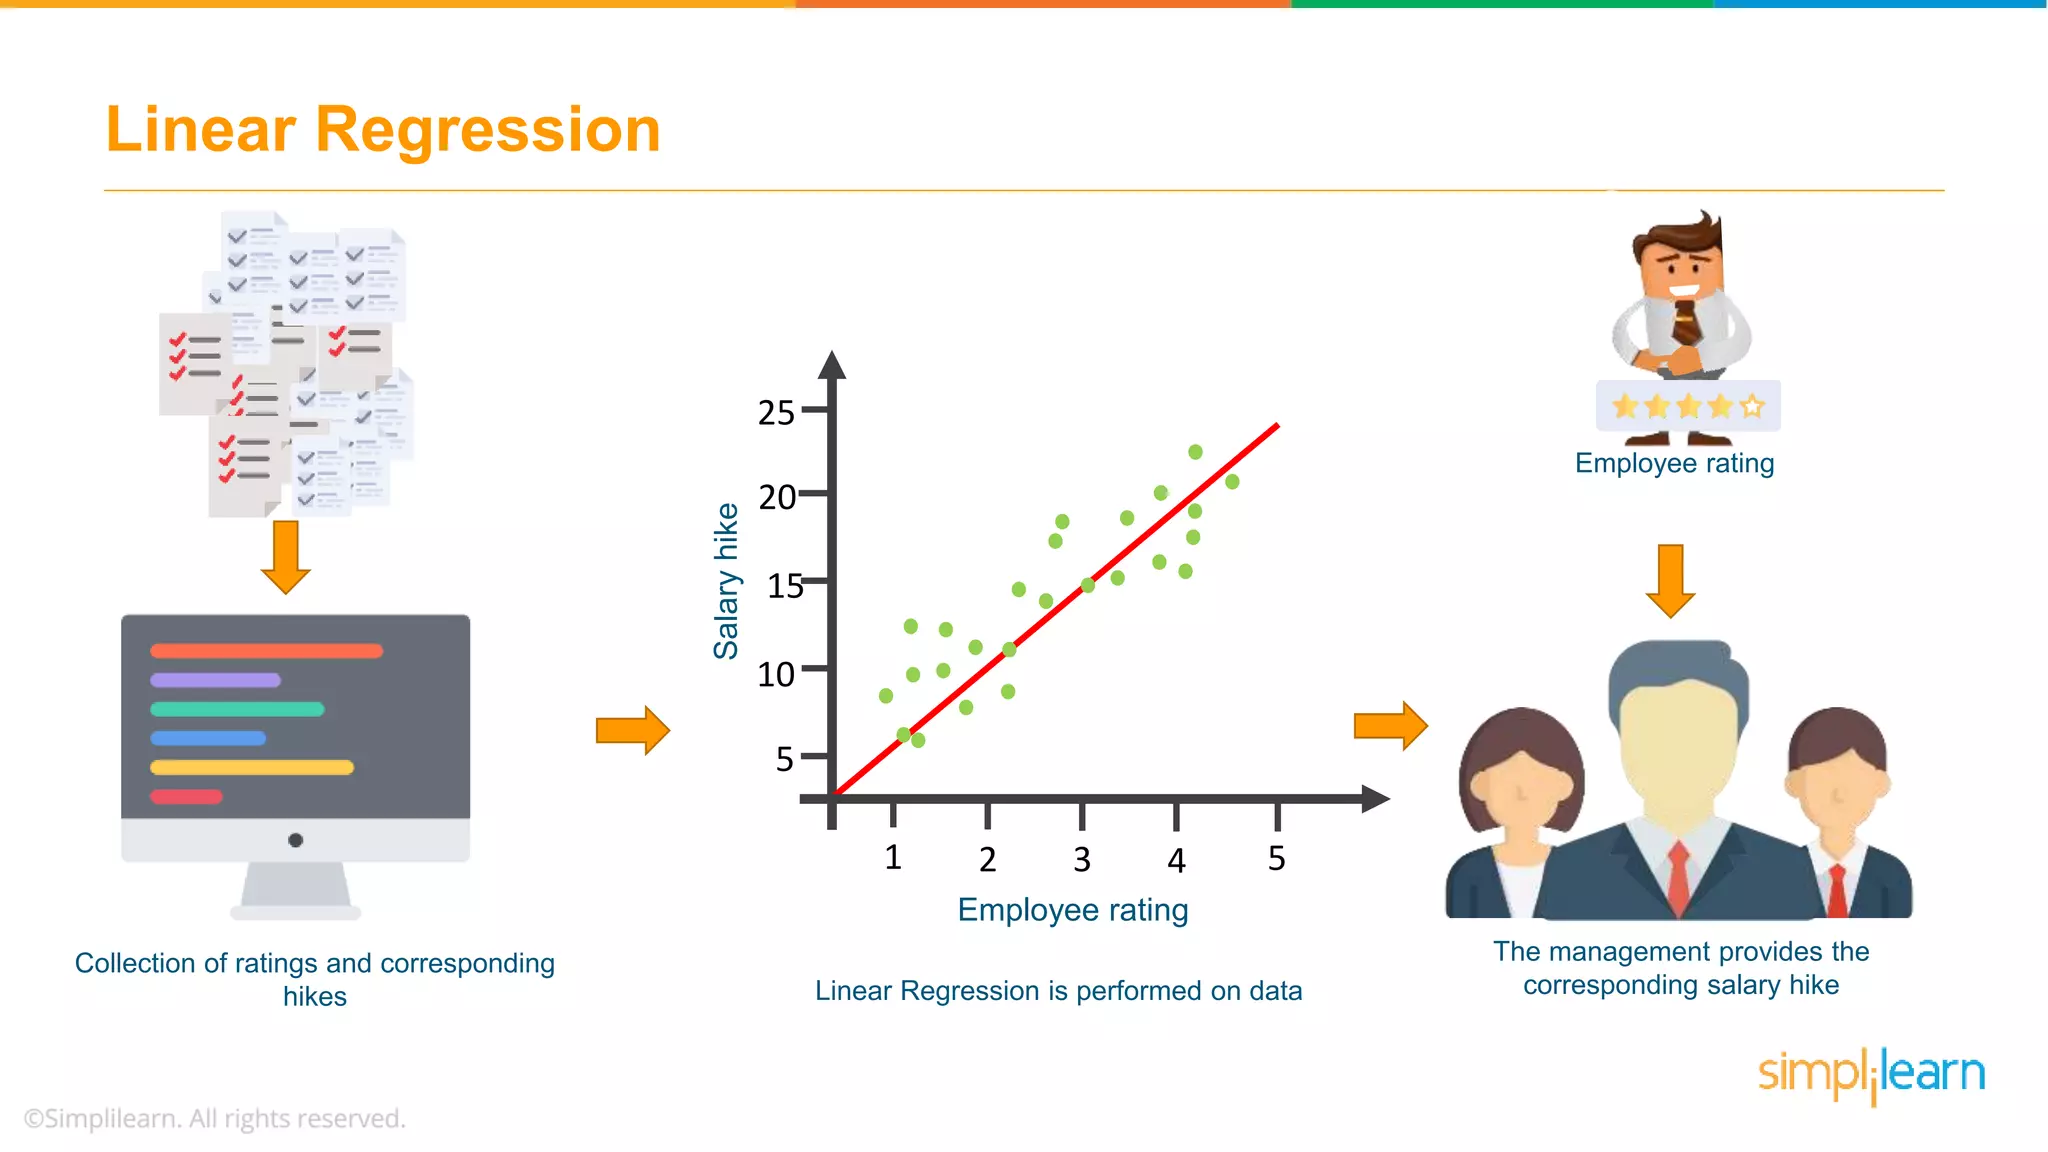 Linear Regression
Employee rating
25
20
15
10
5
Salary hike
1 2 3 4 5
Employee rating
Collection of ratings and corresponding
hikes
Linear Regression is performed on data
The management provides the
corresponding salary hike
simplilearn
©Simplilearn. All rights reserved.